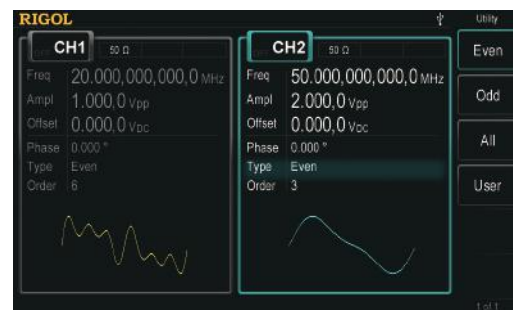 RIGOL
Utility
OFF CH1 50 Ω
Freq 20.000,000,000,0 MHz
Ampl 1.000,0 Vpp
Offset 0.000,0 VDC
Phase 0.000 °
Type Even
Order 6
OFF CH2 50 Ω
Freq 50.000,000,000,0 MHz
Ampl 2.000,0 Vpp
Offset 0.000,0 VDC
Phase 0.000 °
Type Even
Order 3
Even
Odd
All
User
1 of 1